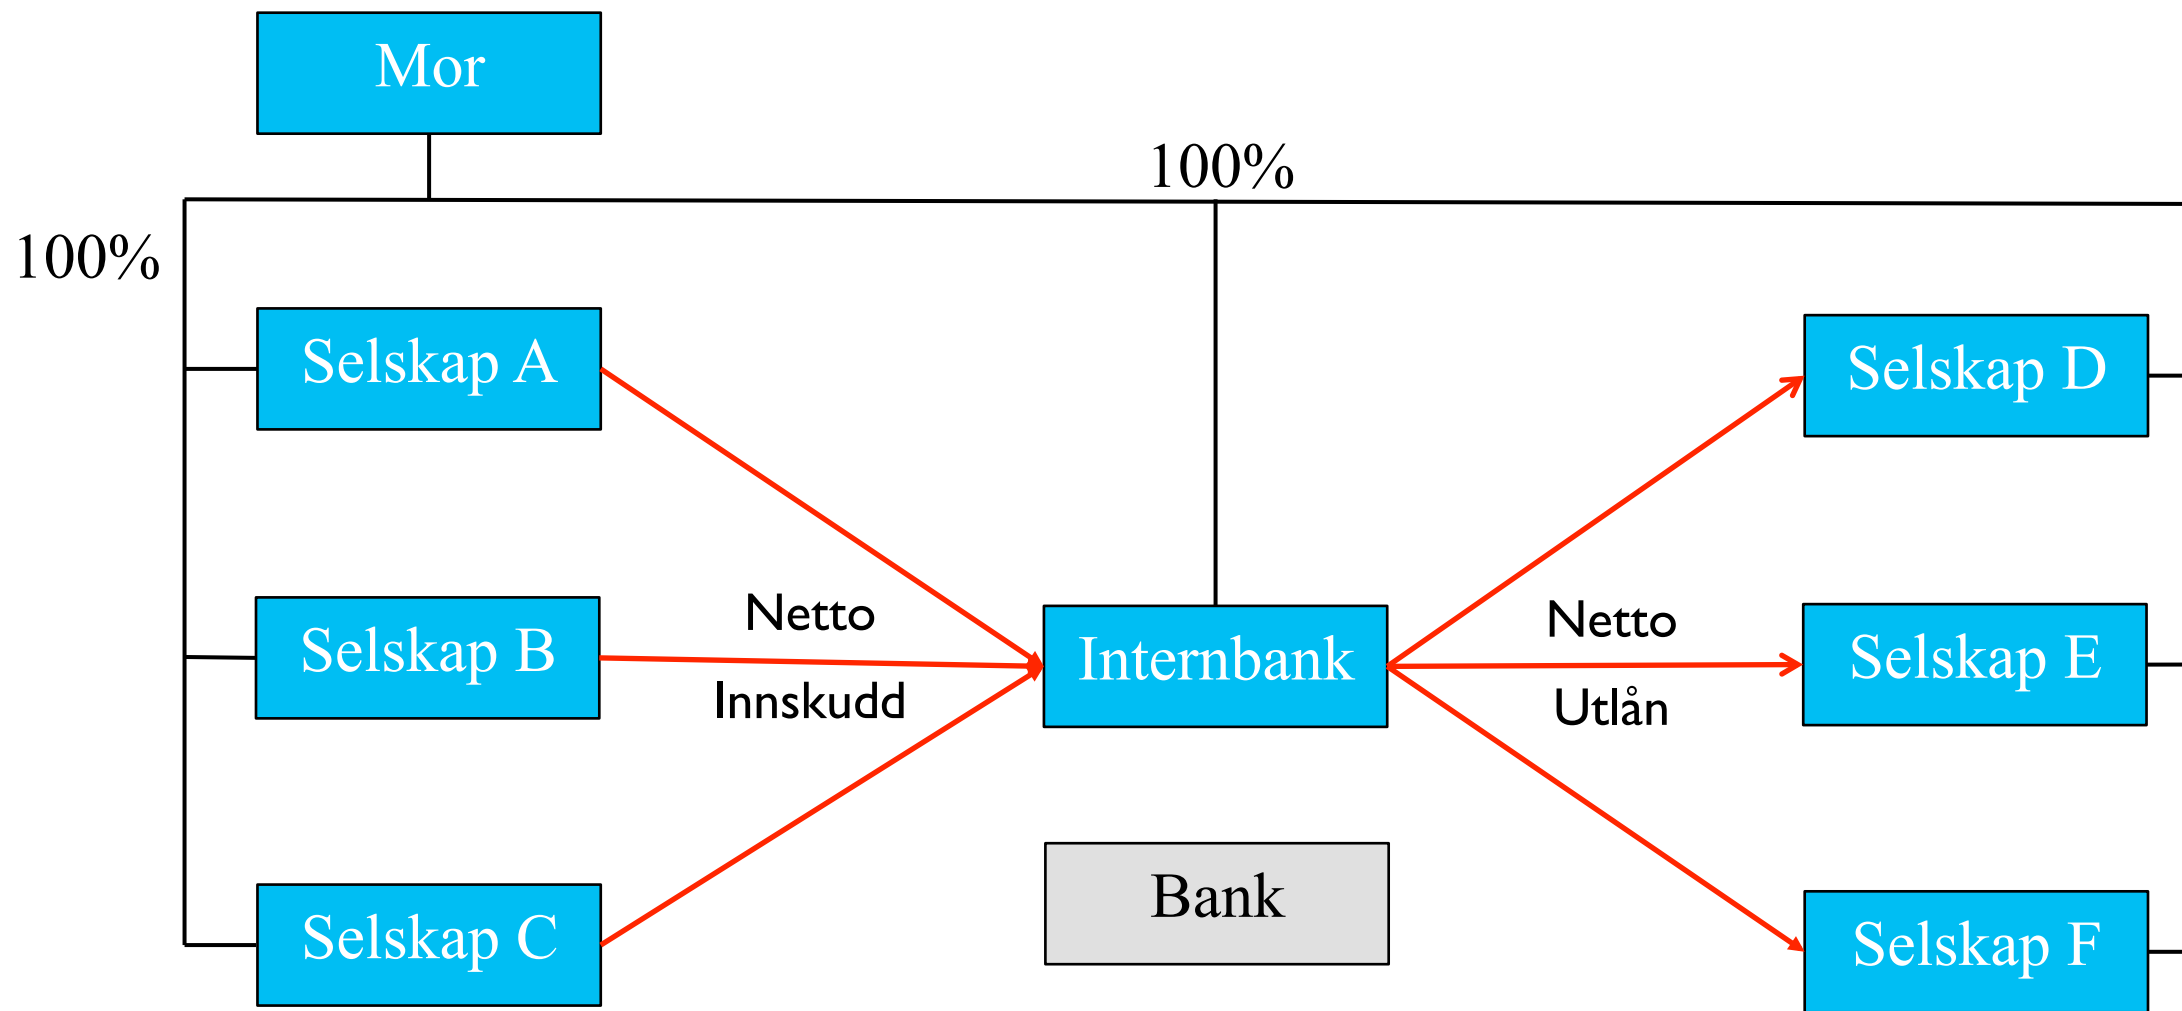 Mor
100%
100%
Selskap A
Selskap D
Selskap B
Netto
Innskudd
Internbank
Netto
Utlån
Selskap E
Selskap C
Bank
Selskap F